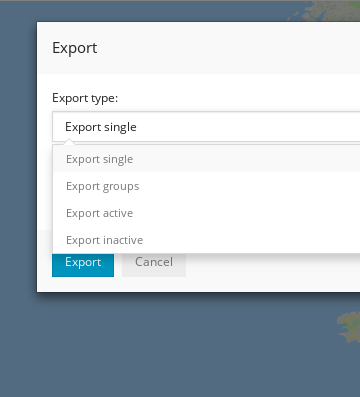 Export
Export type:
Export single
Export single
Export groups
Export active
Export inactive
Export Cancel